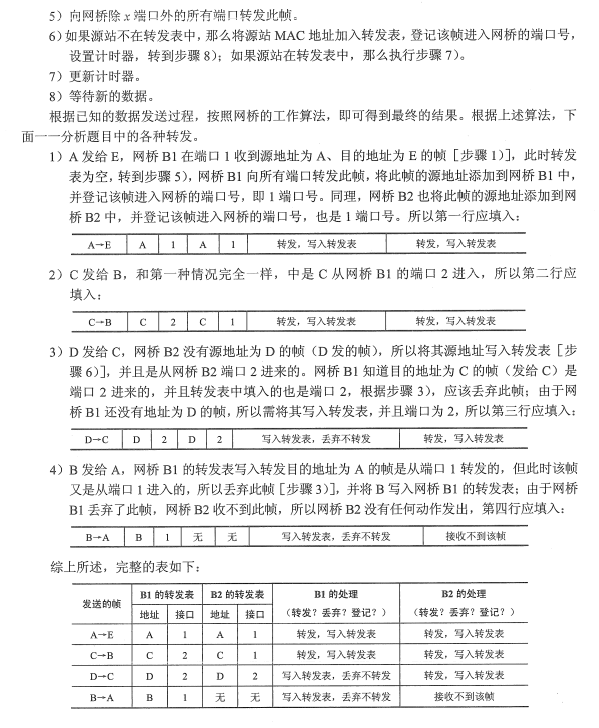 5）向网桥除 x 端口外的所有端口转发此帧。
6）如果源站不在转发表中，那么将源站 MAC 地址加入转发表，登记该帧进入网桥的端口号，
设置计时器，转到步骤 8）；如果源站在转发表中，那么执行步骤 7）。
7）更新计时器。
8）等待新的数据。
根据已知的数据发送过程，按照网桥的工作算法，即可得到最终的结果。根据上述算法，下
面一一分析题目中的各种转发。
1）A 发给 E，网桥 B1 在端口 1 收到源地址为 A、目的地址为 E 的帧［步骤 1）］，此时转发
表为空，转到步骤 5），网桥 B1 向所有端口转发此帧，将此帧的源地址添加到网桥 B1 中，
并登记该帧进入网桥的端口号，即 1 端口号。同理，网桥 B2 也将此帧的源地址添加到网
桥 B2 中，并登记该帧进入网桥的端口号，也是 1 端口号。所以第一行应填入：
A→E A 1 A 1 转发，写入转发表 转发，写入转发表
2）C 发给 B，和第一种情况完全一样，中是 C 从网桥 B1 的端口 2 进入，所以第二行应
填入：
C→B C 2 C 1 转发，写入转发表 转发，写入转发表
3）D 发给 C，网桥 B2 没有源地址为 D 的帧（D 发的帧），所以将其源地址写入转发表［步
骤 6）］，并且是从网桥 B2 端口 2 进来的。网桥 B1 知道目的地址为 C 的帧（发给 C）是
端口 2 进来的，并且转发表中填入的也是端口 2，根据步骤 3），应该丢弃此帧；由于网
桥 B1 还没有地址为 D 的帧，所以需将其写入转发表，并且端口为 2，所以第三行应填入：
D→C D 2 D 2 写入转发表，丢弃不转发 转发，写入转发表
4）B 发给 A，网桥 B1 的转发表写入转发目的地址为 A 的帧是从端口 1 转发的，但此时该帧
又是从端口 1 进入的，所以丢弃此帧［步骤 3）］，并将 B 写入网桥 B1 的转发表；由于网桥
B1 丢弃了此帧，网桥 B2 收不到此帧，所以网桥 B2 没有任何动作发出，第四行应填入：
B→A B 1 无 无 写入转发表，丢弃不转发 接收不到该帧
综上所述，完整的表如下：
发送的帧 B1 的转发表 B2 的转发表 B1 的处理 B2 的处理
地址 接口 地址 接口 （转发？丢弃？登记？） （转发？丢弃？登记？）
A→E A 1 A 1 转发，写入转发表 转发，写入转发表
C→B C 2 C 1 转发，写入转发表 转发，写入转发表
D→C D 2 D 2 写入转发表，丢弃不转发 转发，写入转发表
B→A B 1 无 无 写入转发表，丢弃不转发 接收不到该帧